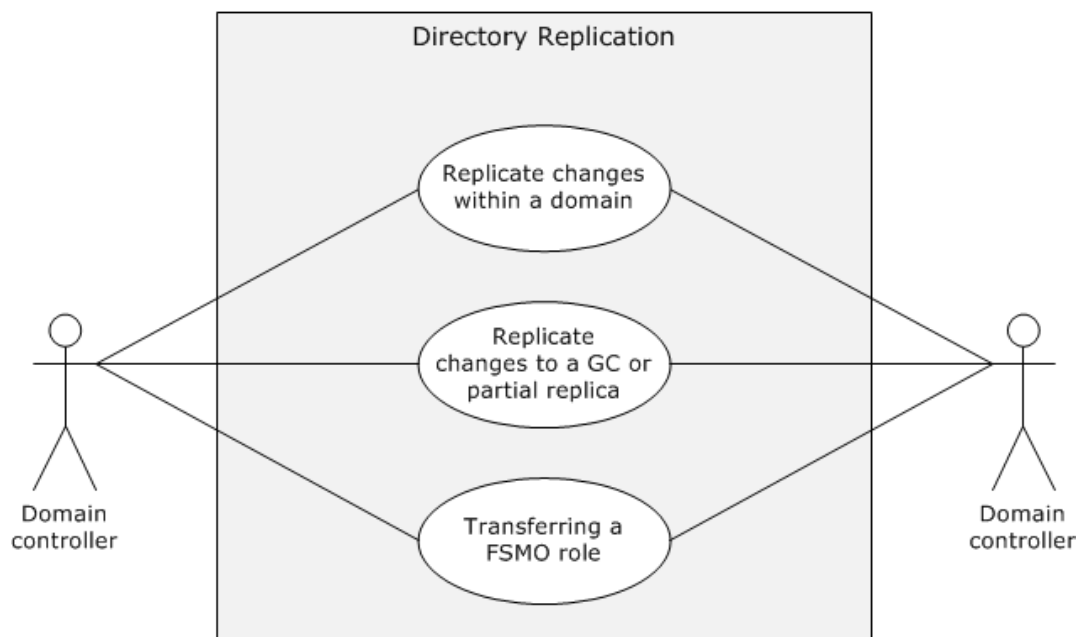 Directory Replication
Replicate changes
within a domain
Replicate
changes to a GC or
partial replica
Transferring a
FSMO role
Domain
controller
Domain
controller